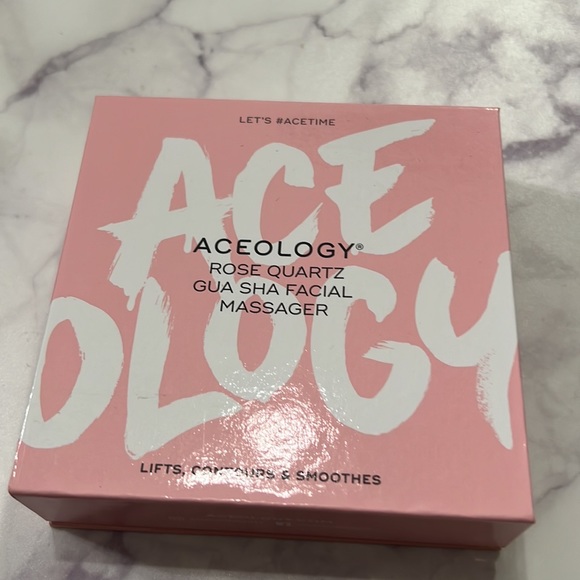 LET'S #ACETIME
ACE
OLOGY
ACEOLOGY®
ROSE QUARTZ
GUA SHA FACIAL
MASSAGER
LIFTS, CONTOURS & SMOOTHES